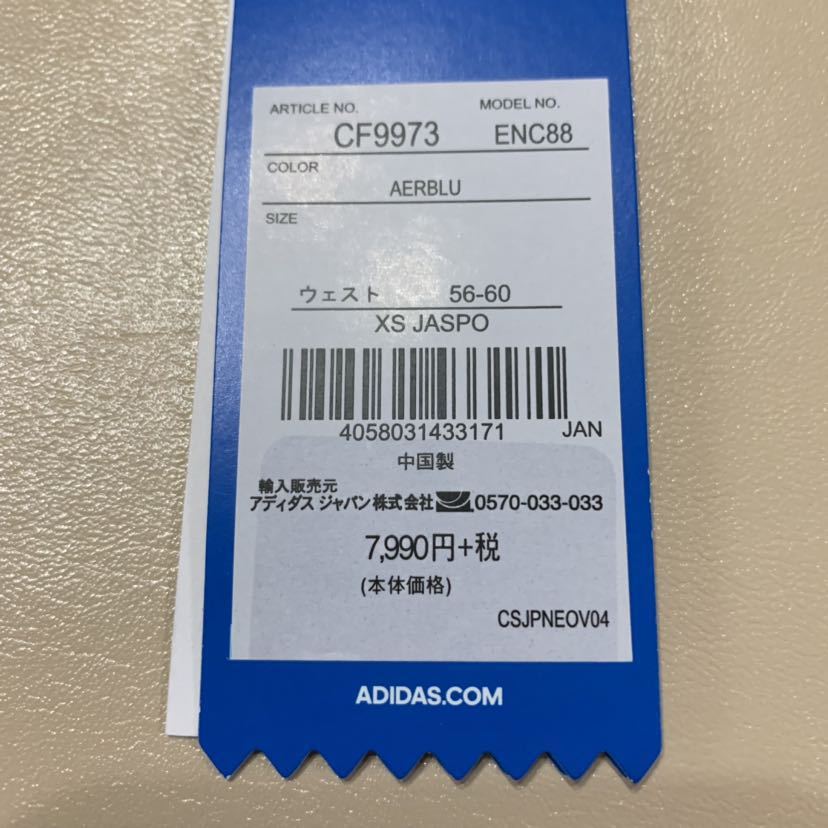 ARTICLE NO. MODEL NO.
CF9973 ENC88
COLOR
AERBLU
SIZE
ウェスト 56-60
XS JASPO
4058031433171 JAN
中国製
輸入販売元
アディダス ジャパン株式会社 0570-033-033
7,990円+税
(本体価格)
CSJPNEOV04
ADIDAS.COM